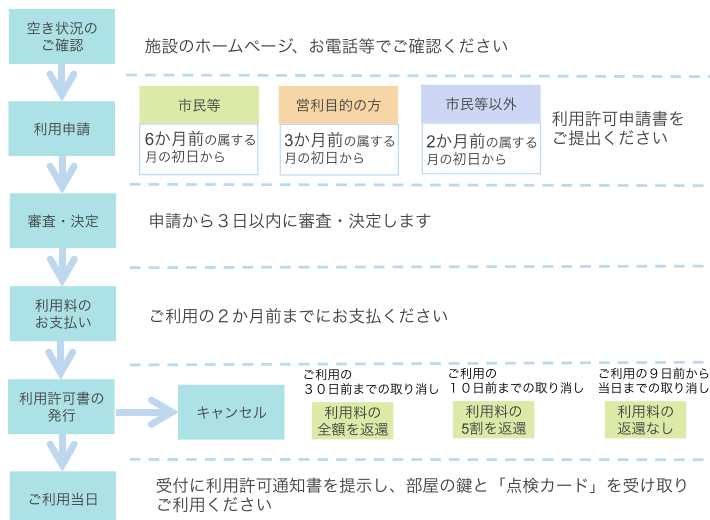 空き状況の
ご確認
施設のホームページ、お電話等でご確認ください
利用申請
市民等
6か月前の属する
月の初日から
営利目的の方
3か月前の属する
月の初日から
市民等以外
2か月前の属する
月の初日から
利用許可申請書を
ご提出ください
審査・決定
申請から３日以内に審査・決定します
利用料の
お支払い
ご利用の２か月前までにお支払ください
利用許可書の
発行
キャンセル
ご利用の
３０日前までの取り消し
利用料の
全額を返還
ご利用の
１０日前までの取り消し
利用料の
5割を返還
ご利用の９日前から
当日までの取り消し
利用料の
返還なし
ご利用当日
受付に利用許可通知書を提示し、部屋の鍵と「点検カード」を受け取り
ご利用ください